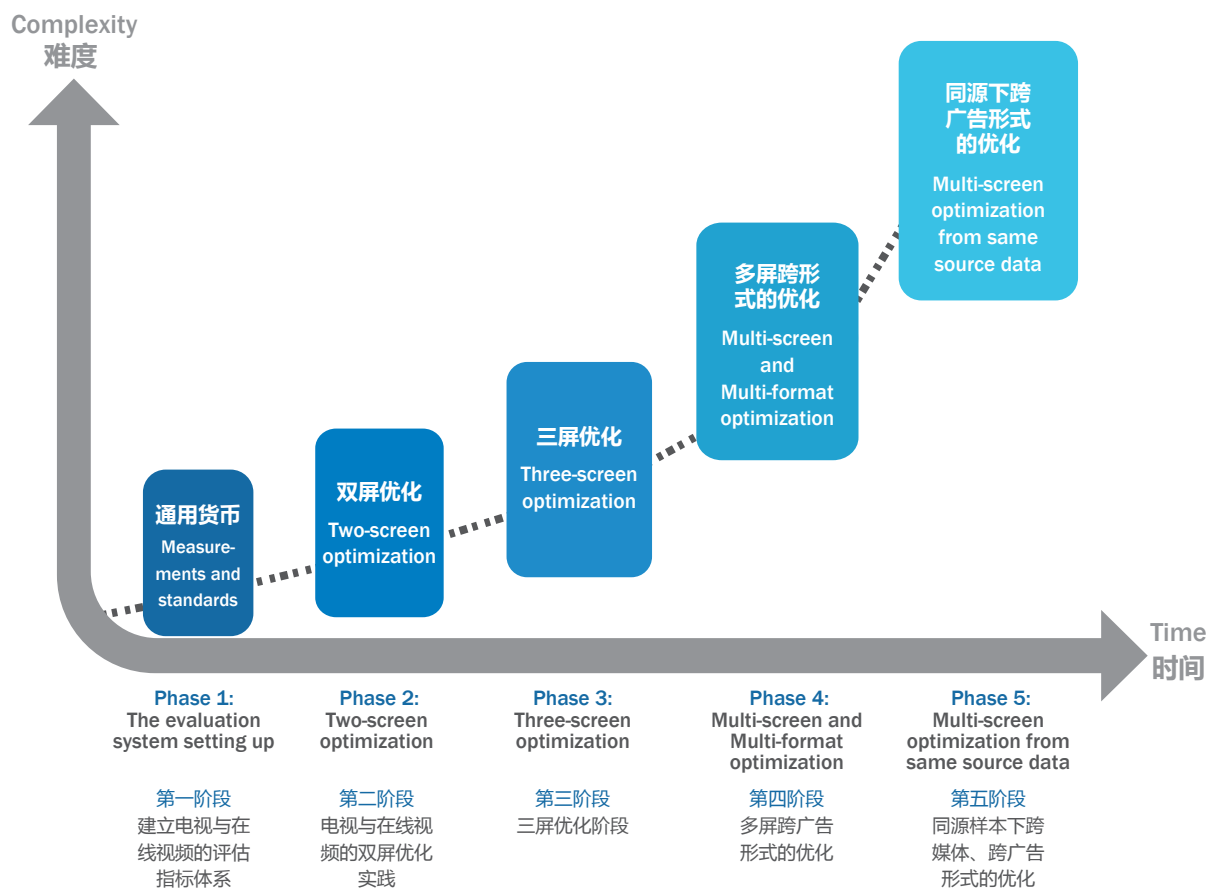 Complexity
难度
同源下跨
广告形式
的优化
Multi-screen
optimization
from same
source data
多屏跨形
式的优化
Multi-screen
and
Multi-format
optimization
三屏优化
Three-screen
optimization
双屏优化
Two-screen
optimization
通用货币
Measure-
ments and
standards
Time
时间
Phase 1:
The evaluation
system setting up
第一阶段
建立电视与在
线视频的评估
指标体系
Phase 2:
Two-screen
optimization
第二阶段
电视与在线视
频的双屏优化
实践
Phase 3:
Three-screen
optimization
第三阶段
三屏优化阶段
Phase 4:
Multi-screen and
Multi-format
optimization
第四阶段
多屏跨广告
形式的优化
Phase 5:
Multi-screen
optimization from
same source data
第五阶段
同源样本下跨
媒体、跨广告
形式的优化